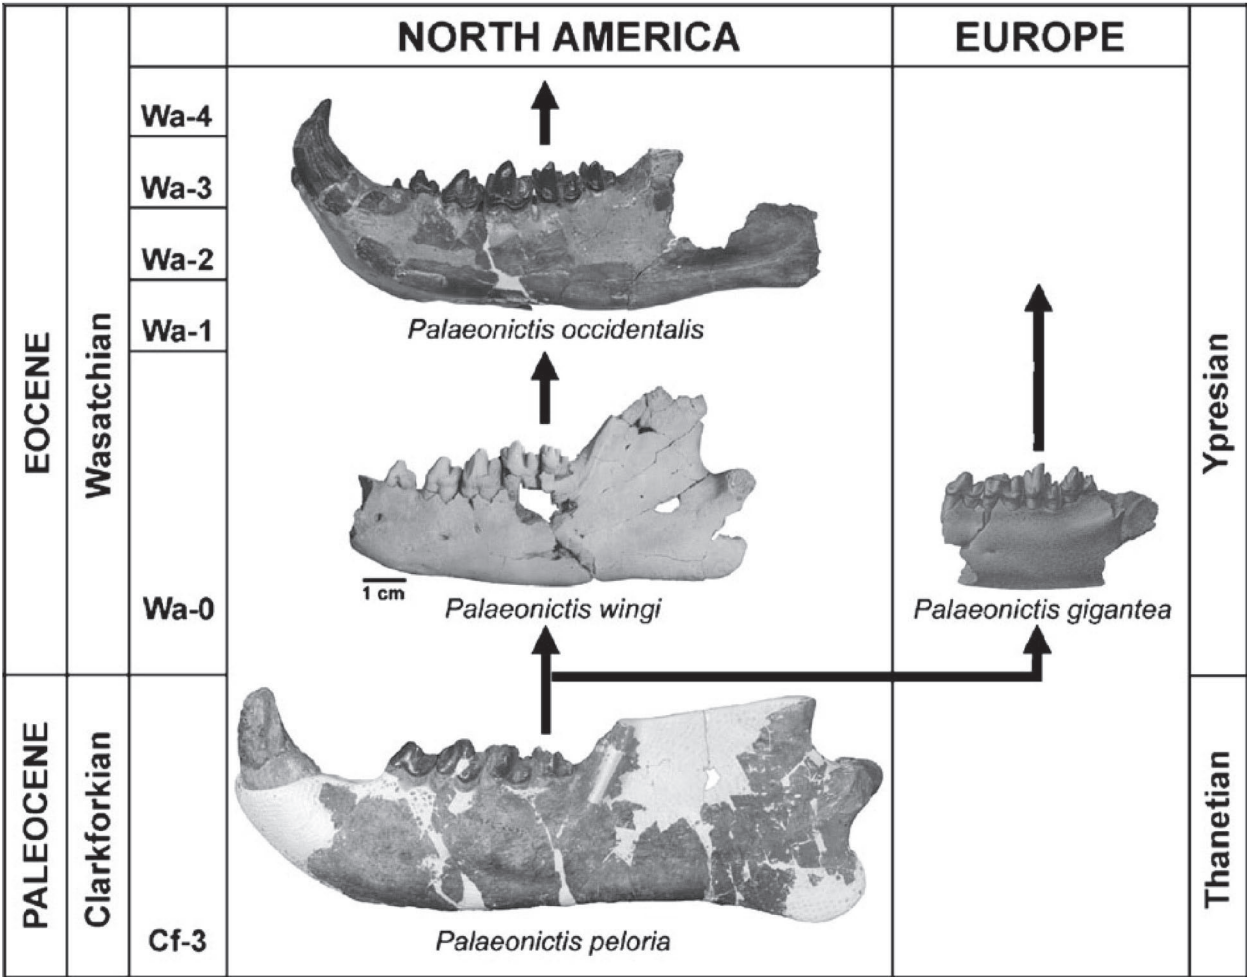 NORTH AMERICA
EUROPE
EOCENE
Wasatchian
Wa-4
Wa-3
Wa-2
Wa-1
Wa-0
Palaeonictis occidentalis
1 cm
Palaeonictis wingi
Palaeonictis gigantea
Ypresian
PALEOCENE
Clarkforkian
Cf-3
Palaeonictis peloria
Thanetian